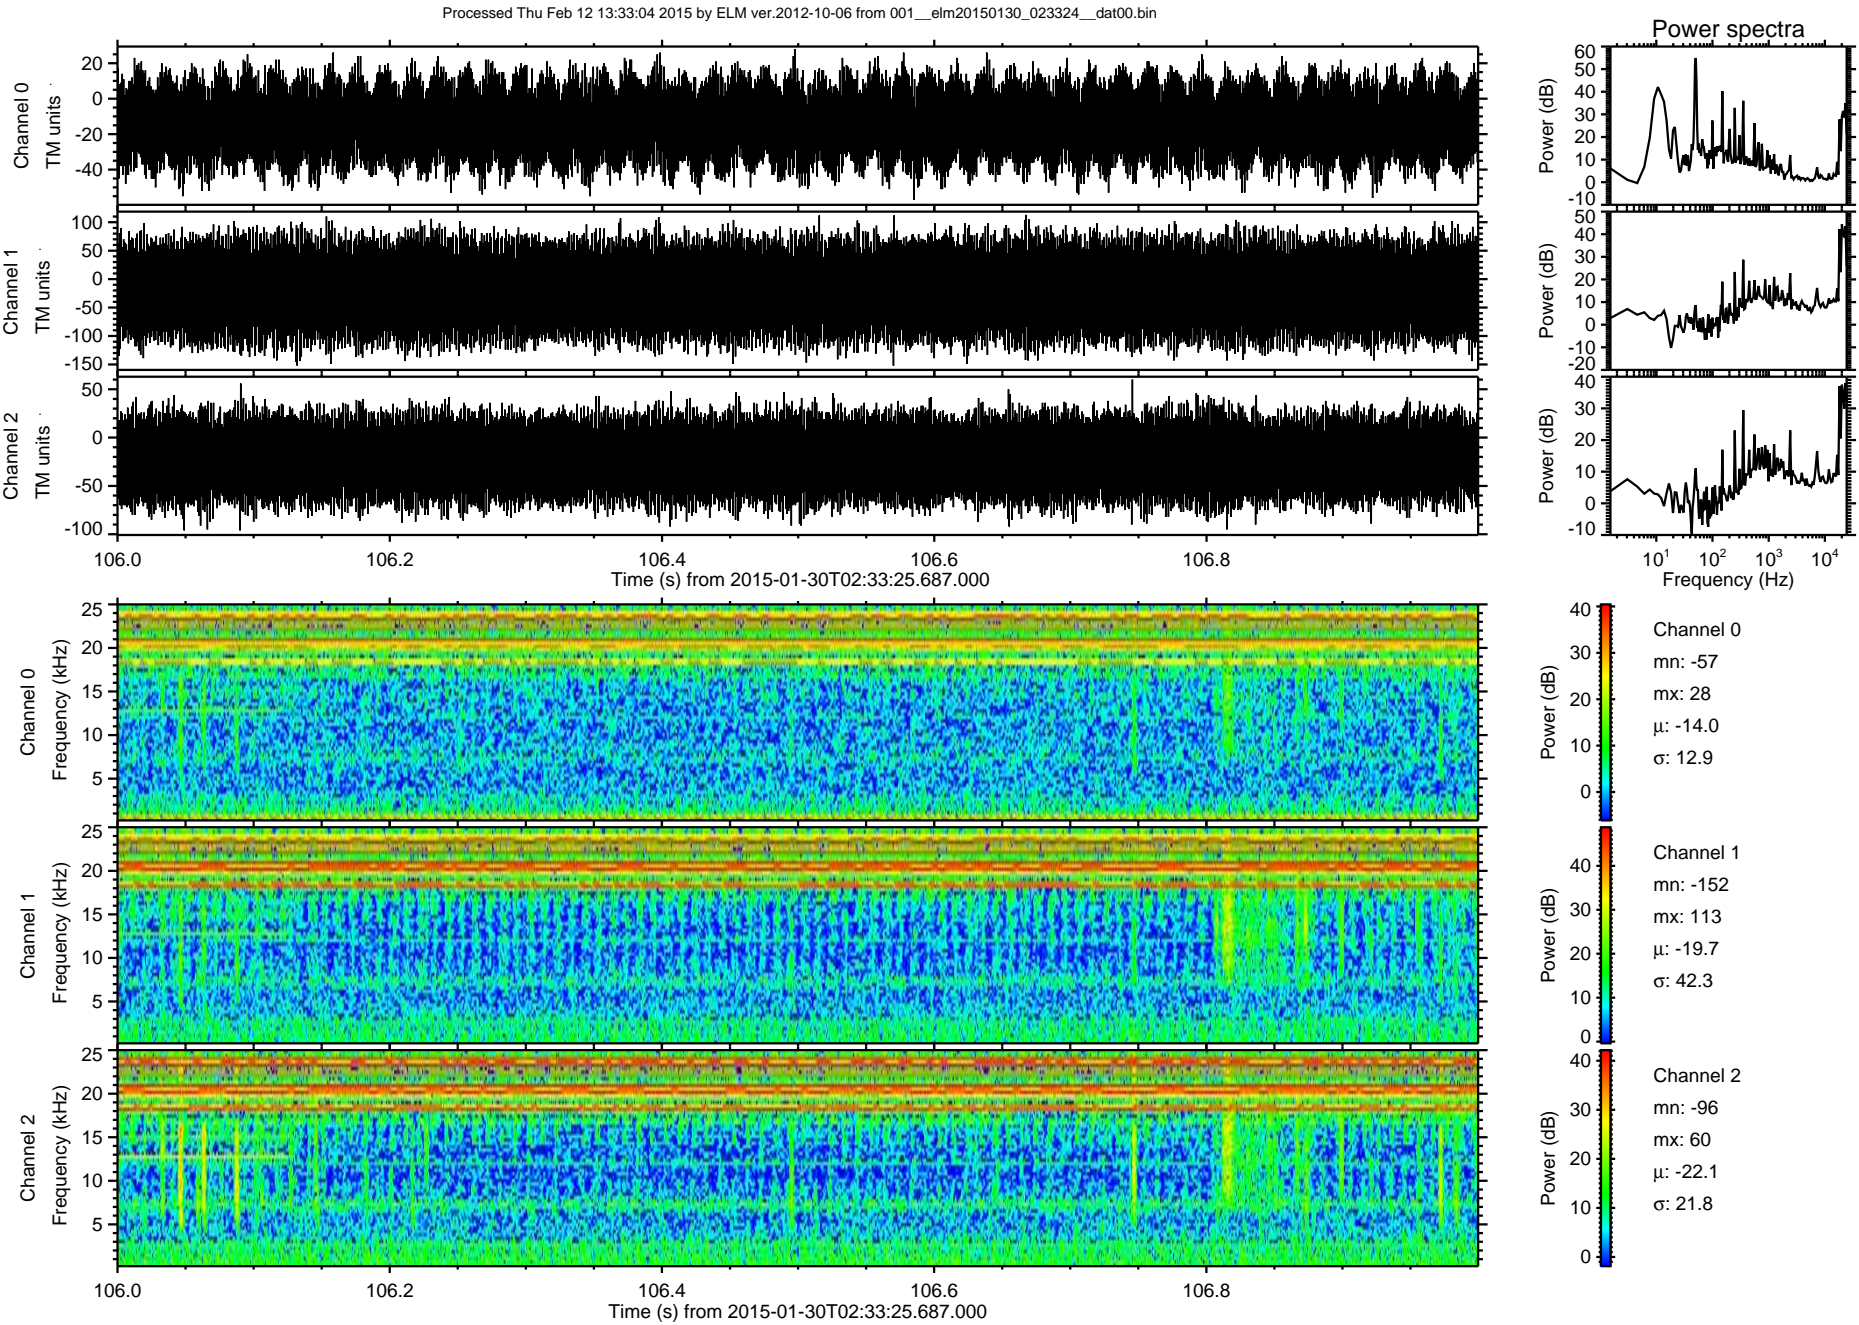 Processed Thu Feb 12 13:33:04 2015 by ELM ver.2012-10-06 from 001__elm20150130_023324__dat00.bin
Power spectra
Channel 0
TM units
20
0
-20
-40
Power (dB)
60
50
40
30
20
10
0
-10
Channel 1
TM units
100
50
0
-50
-100
-150
Power (dB)
50
40
30
20
10
0
-10
-20
Channel 2
TM units
50
0
-50
-100
Power (dB)
40
30
20
10
0
-10
106.0 106.2 106.4 106.6 106.8
Time (s) from 2015-01-30T02:33:25.687.000
10¹ 10² 10³ 10⁴
Frequency (Hz)
Channel 0
Frequency (kHz)
25
20
15
10
5
Power (dB)
40
30
20
10
0
Channel 0
mn: -57
mx: 28
μ: -14.0
σ: 12.9
Channel 1
Frequency (kHz)
25
20
15
10
5
Power (dB)
40
30
20
10
0
Channel 1
mn: -152
mx: 113
μ: -19.7
σ: 42.3
Channel 2
Frequency (kHz)
25
20
15
10
5
Power (dB)
40
30
20
10
0
Channel 2
mn: -96
mx: 60
μ: -22.1
σ: 21.8
106.0 106.2 106.4 106.6 106.8
Time (s) from 2015-01-30T02:33:25.687.000